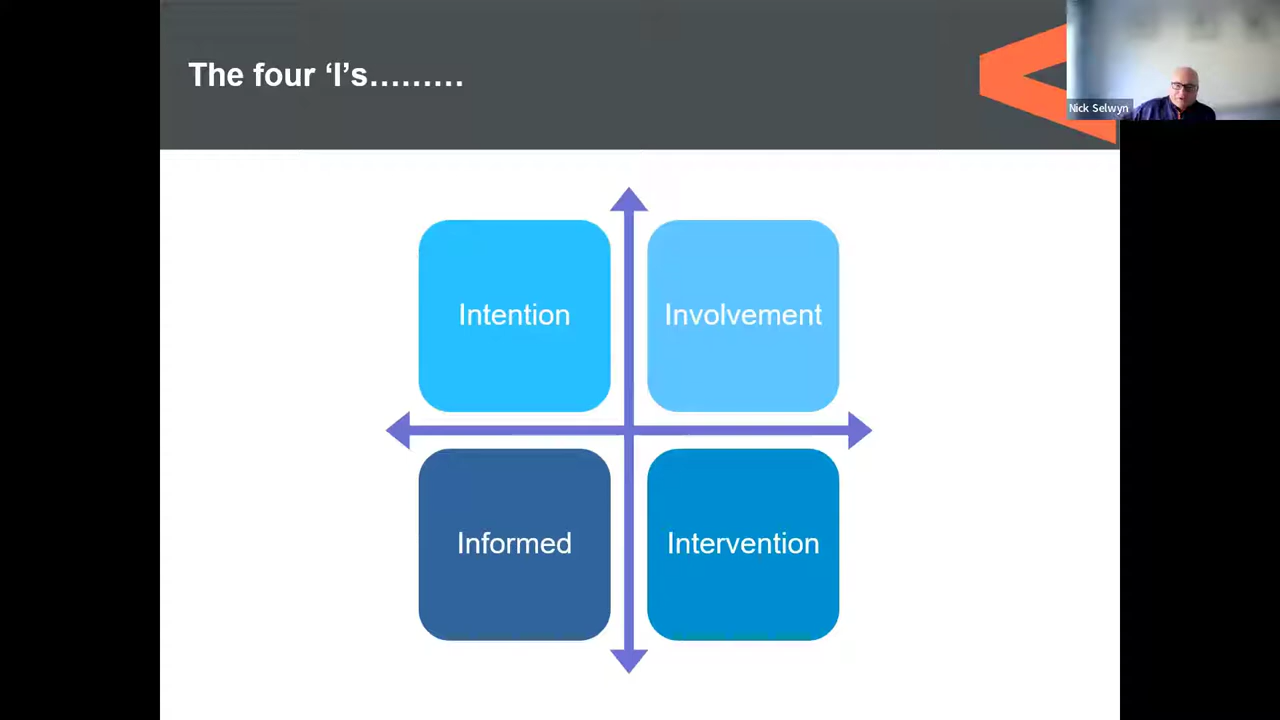 The four ‘I’s………
Nick Selwyn
Intention
Involvement
Informed
Intervention